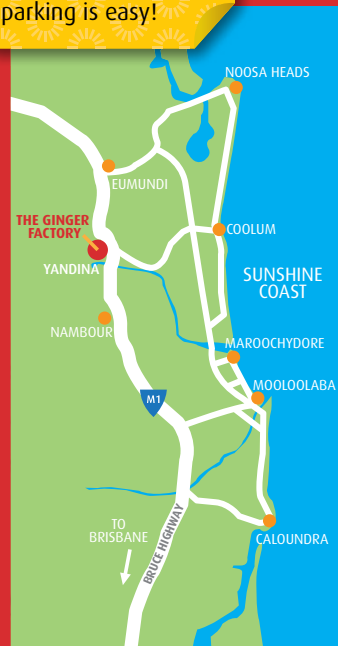 parking is easy!
NOOSA HEADS
EUMUNDI
THE GINGER
FACTORY
COOLUM
YANDINA
SUNSHINE
COAST
NAMBOUR
MAROOCHYDORE
MOOLOOLABA
M1
TO
BRISBANE
BRUCE HIGHWAY
CALOUNDRA